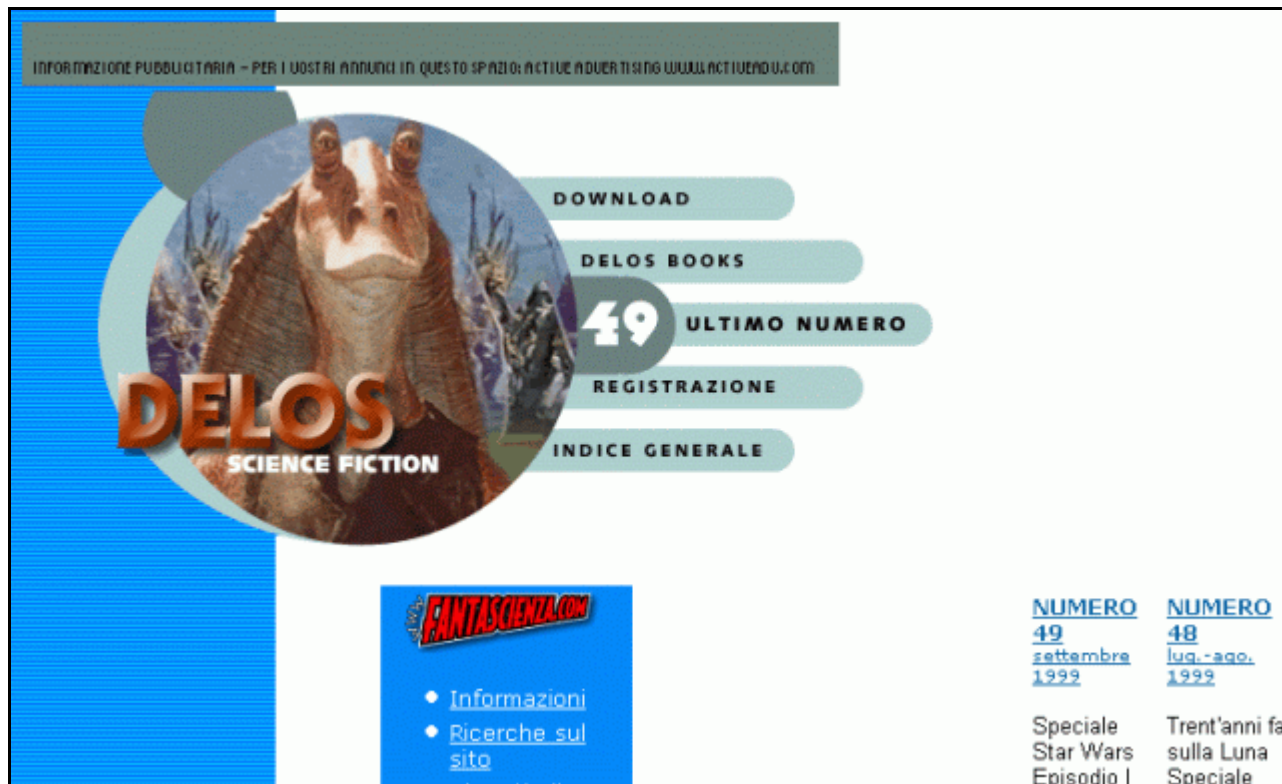 INFORMAZIONE PUBBLICITARIA - PER I VOSTRI ANNUNCI IN QUESTO SPAZIO: ACTIVE ADVERTISING WWW.ACTIVEADV.COM
DOWNLOAD
DELOS BOOKS
49 ULTIMO NUMERO
REGISTRAZIONE
INDICE GENERALE
DELOS
SCIENCE FICTION
FANTASCIENZA.COM
Informazioni
Ricerche sul
sito
NUMERO
49
settembre
1999
Speciale
Star Wars
Episodio I
NUMERO
48
lug.-ago.
1999
Trent'anni fa
sulla Luna
Speciale